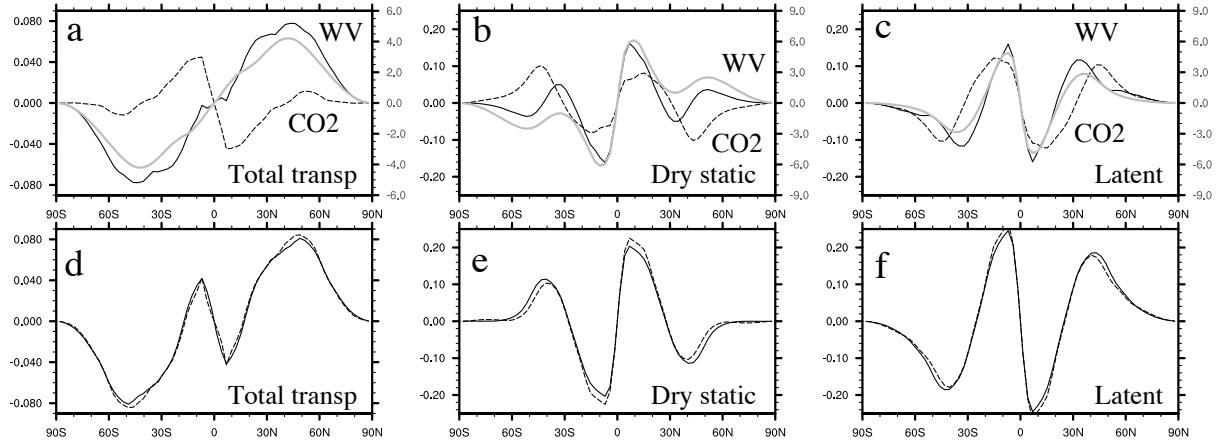 a
WV
CO2
Total transp
0.080
0.040
0.000
-0.040
-0.080
6.0
4.0
2.0
0.0
-2.0
-4.0
-6.0
90S 60S 30S 0 30N 60N 90N
b
WV
CO2
Dry static
0.20
0.10
0.00
-0.10
-0.20
9.0
6.0
3.0
0.0
-3.0
-6.0
-9.0
90S 60S 30S 0 30N 60N 90N
c
WV
CO2
Latent
0.20
0.10
0.00
-0.10
-0.20
9.0
6.0
3.0
0.0
-3.0
-6.0
-9.0
90S 60S 30S 0 30N 60N 90N
d
Total transp
0.080
0.040
0.000
-0.040
-0.080
90S 60S 30S 0 30N 60N 90N
e
Dry static
0.20
0.10
0.00
-0.10
-0.20
90S 60S 30S 0 30N 60N 90N
f
Latent
0.20
0.10
0.00
-0.10
-0.20
90S 60S 30S 0 30N 60N 90N